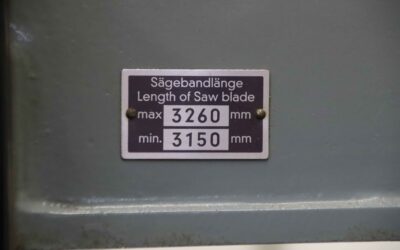 Sägebandlänge
Length of Saw blade
max 3260 mm
min. 3150 mm